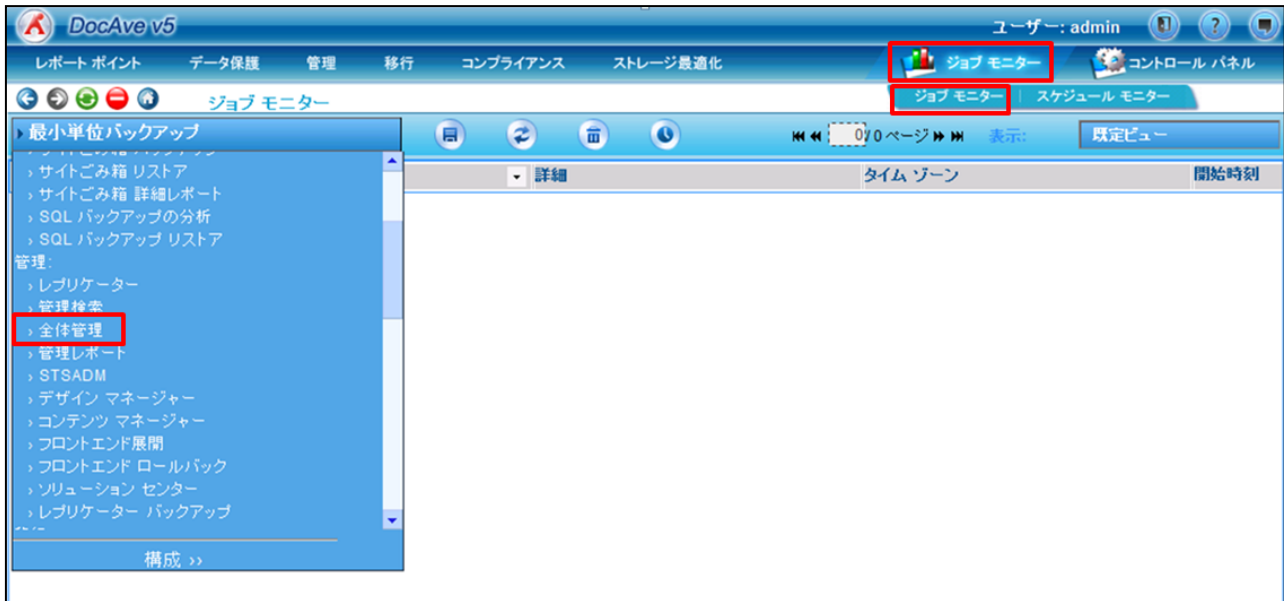 DocAve v5
ユーザー: admin
レポート ポイント データ保護 管理 移行 コンプライアンス ストレージ最適化 ジョブ モニター コントロール パネル
ジョブ モニター ジョブ モニター | スケジュール モニター
最小単位バックアップ 0 / 0 ページ 表示: 既定ビュー
詳細 タイム ゾーン 開始時刻
サイトごみ箱 バックアップ
› サイトごみ箱 リストア
› サイトごみ箱 詳細レポート
› SQL バックアップの分析
› SQL バックアップ リストア
管理:
› レプリケーター
› 管理検索
› 全体管理
› 管理レポート
› STSADM
› デザイン マネージャー
› コンテンツ マネージャー
› フロントエンド展開
› フロントエンド ロールバック
› ソリューション センター
› レプリケーター バックアップ
構成 ››